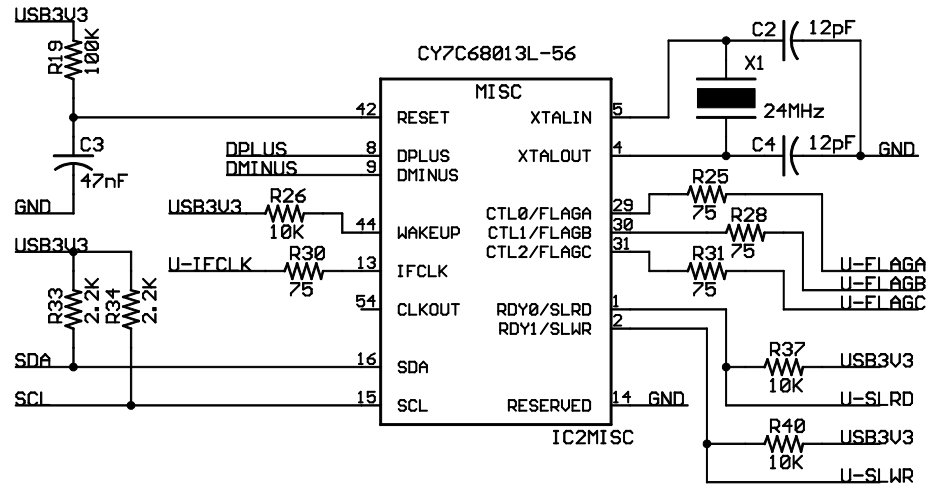 USB3V3
R19
100K
C3
47nF
GND
USB3V3
R33
2.2K
R34
2.2K
SDA
SCL
DPLUS
DMINUS
USB3V3
R26
10K
U-IFCLK
R30
75
CY7C68013L-56
MISC
42 RESET
8 DPLUS
9 DMINUS
44 WAKEUP
13 IFCLK
54 CLKOUT
16 SDA
15 SCL
XTALIN 5
XTALOUT 4
CTL0/FLAGA 29
CTL1/FLAGB 30
CTL2/FLAGC 31
RDY0/SLRD 1
RDY1/SLWR 2
RESERVED 14 GND
IC2MISC
C2 12pF
X1
24MHz
C4 12pF
GND
R25
75
R28
75
R31
75
U-FLAGA
U-FLAGB
U-FLAGC
R37
10K
USB3V3
U-SLRD
R40
10K
USB3V3
U-SLWR